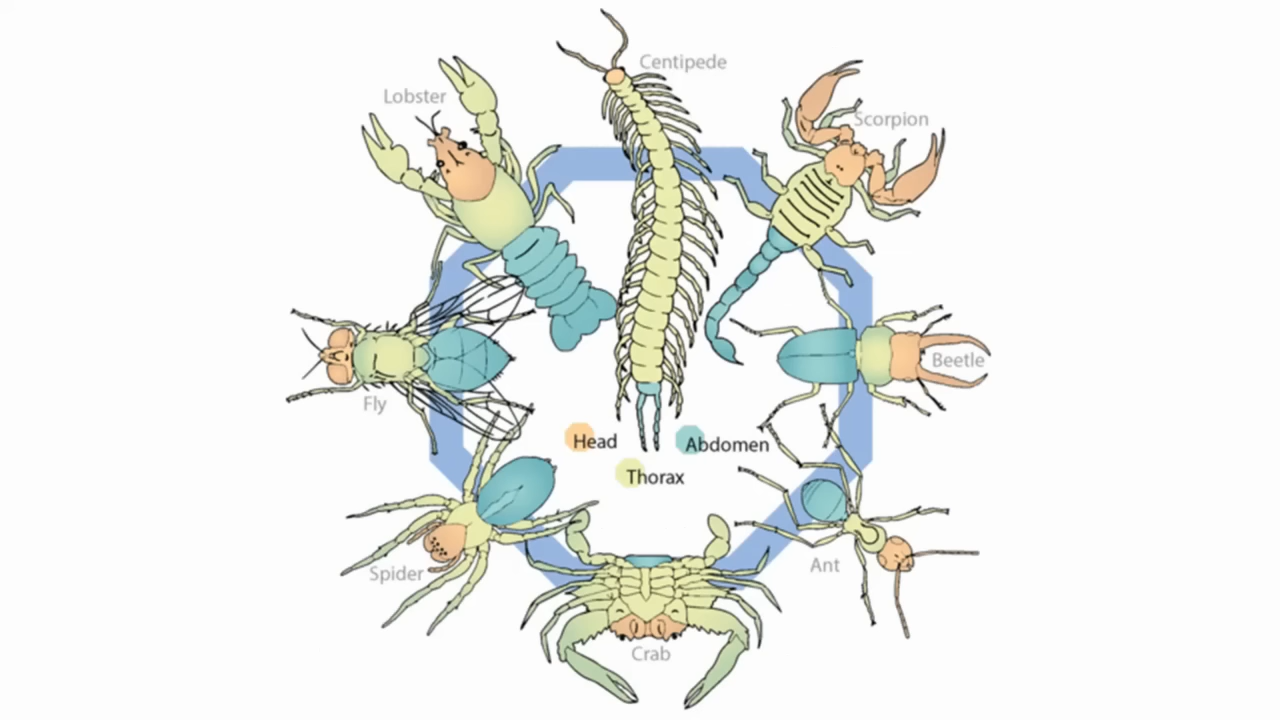 Centipede
Lobster
Scorpion
Beetle
Fly
Head
Abdomen
Thorax
Spider
Ant
Crab